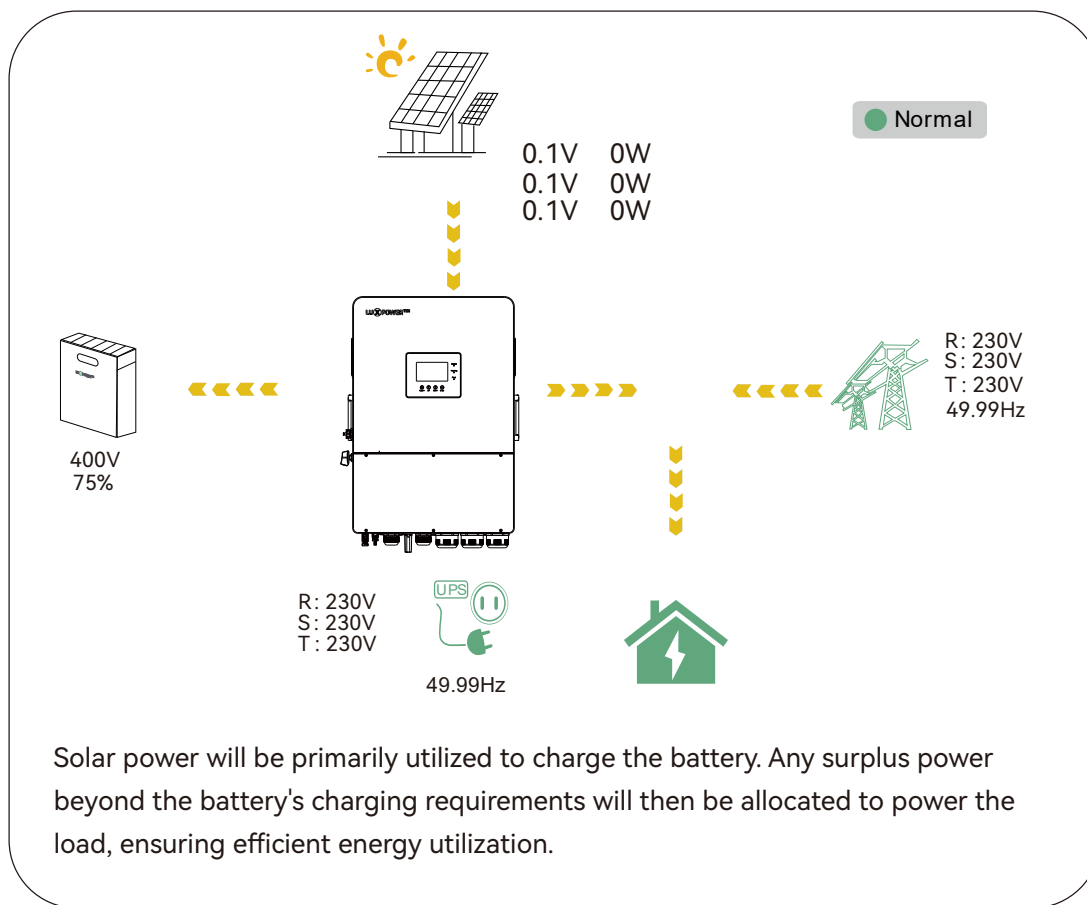 Normal
0.1V 0W
0.1V 0W
0.1V 0W
LUXPOWER
R: 230V
S: 230V
T: 230V
49.99Hz
400V
75%
R: 230V
S: 230V
T: 230V
UPS
49.99Hz
Solar power will be primarily utilized to charge the battery. Any surplus power
beyond the battery's charging requirements will then be allocated to power the
load, ensuring efficient energy utilization.